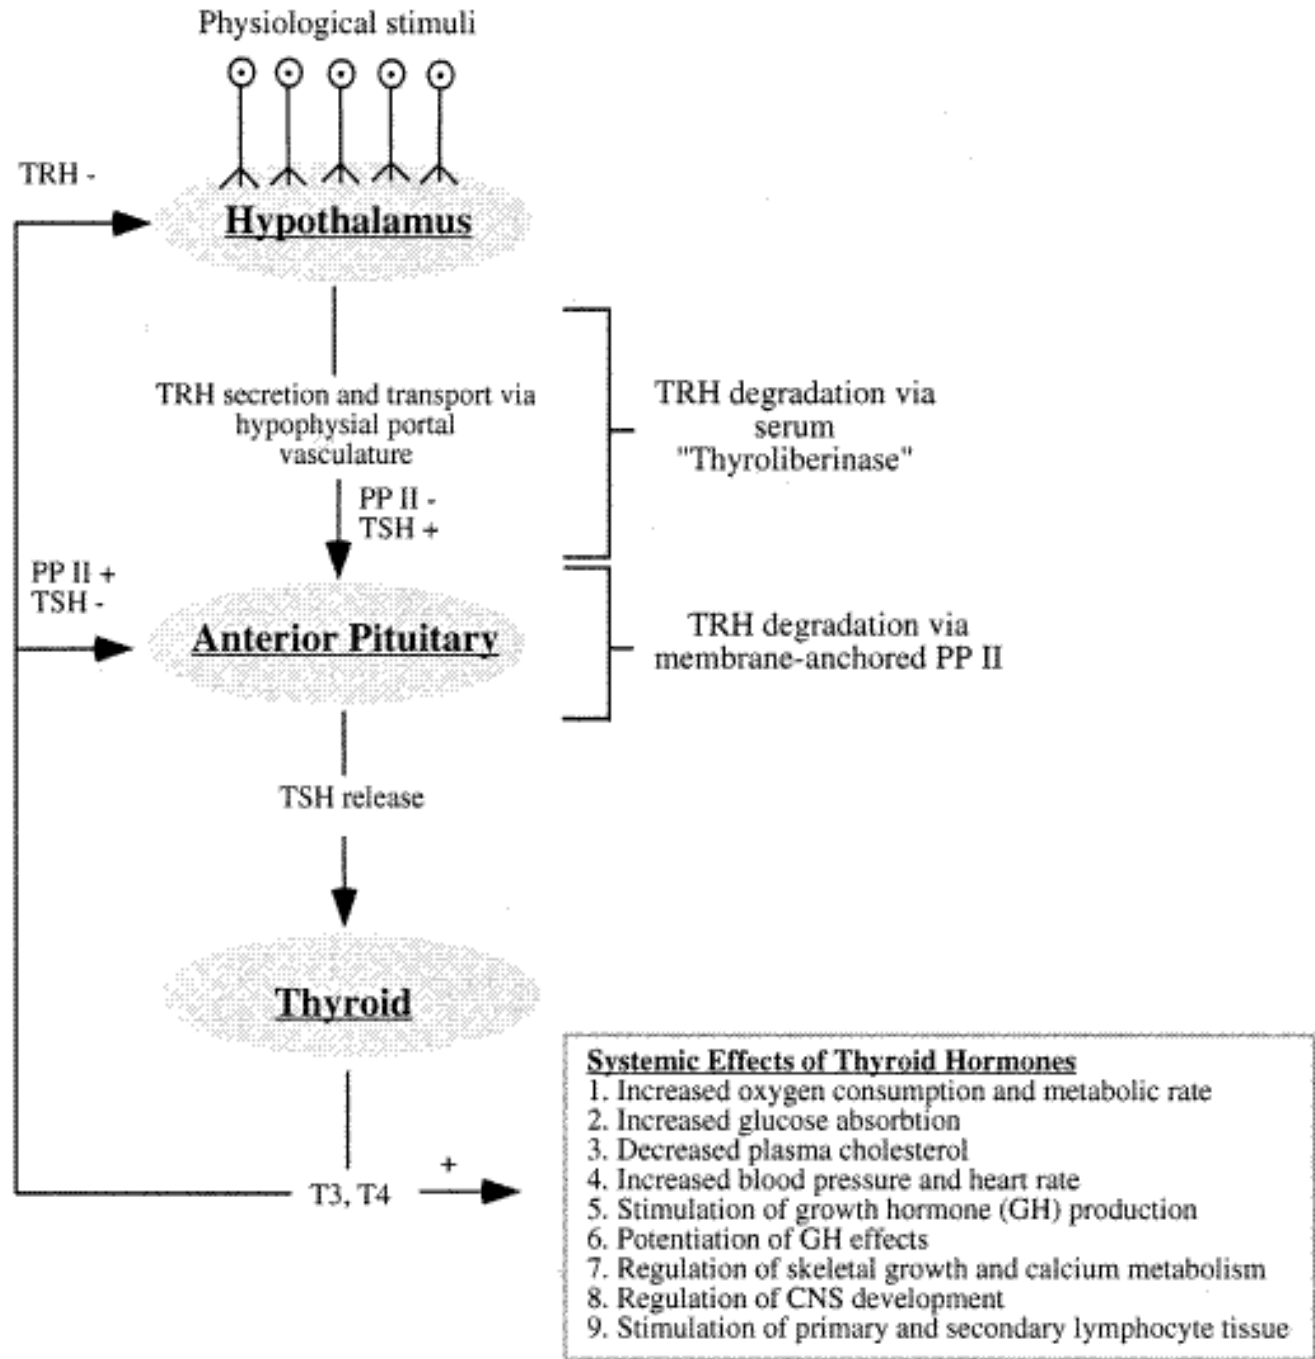 Physiological stimuli
TRH -
Hypothalamus
TRH secretion and transport via
hypophysial portal
vasculature
TRH degradation via
serum
"Thyroliberinase"
PP II -
TSH +
PP II +
TSH -
Anterior Pituitary
TRH degradation via
membrane-anchored PP II
TSH release
Thyroid
T3, T4
+
Systemic Effects of Thyroid Hormones
1. Increased oxygen consumption and metabolic rate
2. Increased glucose absorbtion
3. Decreased plasma cholesterol
4. Increased blood pressure and heart rate
5. Stimulation of growth hormone (GH) production
6. Potentiation of GH effects
7. Regulation of skeletal growth and calcium metabolism
8. Regulation of CNS development
9. Stimulation of primary and secondary lymphocyte tissue